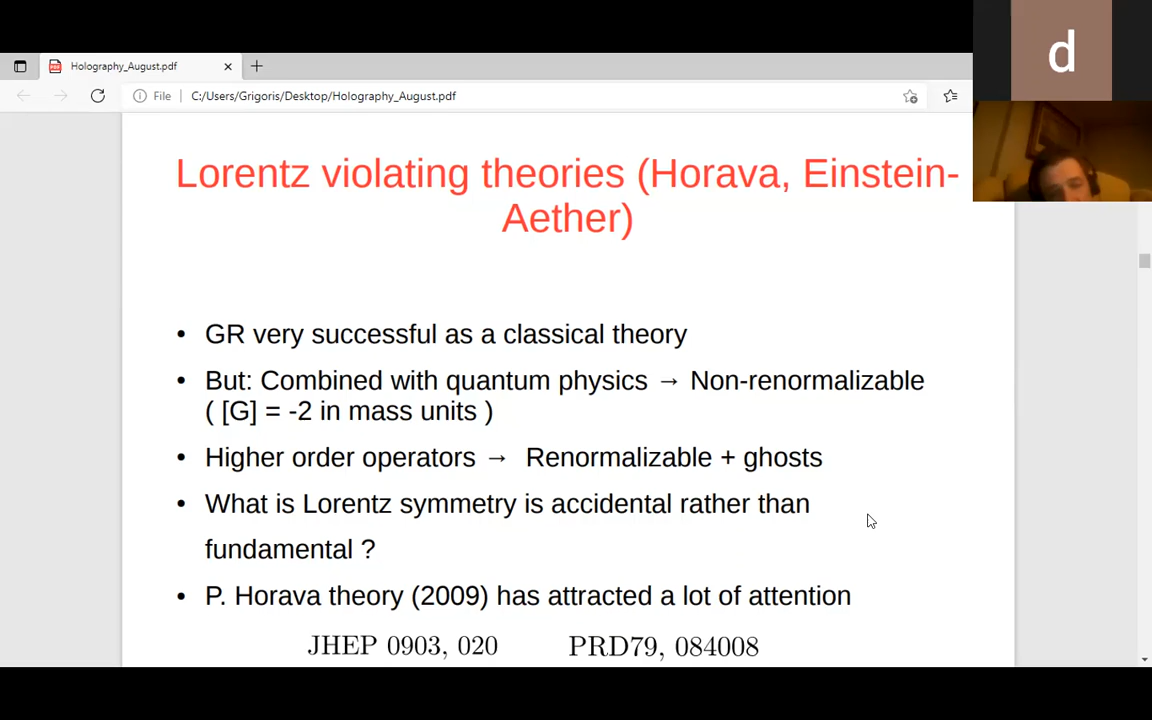 Holography_August.pdf
File
C:/Users/Grigoris/Desktop/Holography_August.pdf
d
Lorentz violating theories (Horava, Einstein-
Aether)
• GR very successful as a classical theory
• But: Combined with quantum physics → Non-renormalizable
( [G] = -2 in mass units )
• Higher order operators → Renormalizable + ghosts
• What is Lorentz symmetry is accidental rather than
fundamental ?
• P. Horava theory (2009) has attracted a lot of attention
JHEP 0903, 020 PRD79, 084008